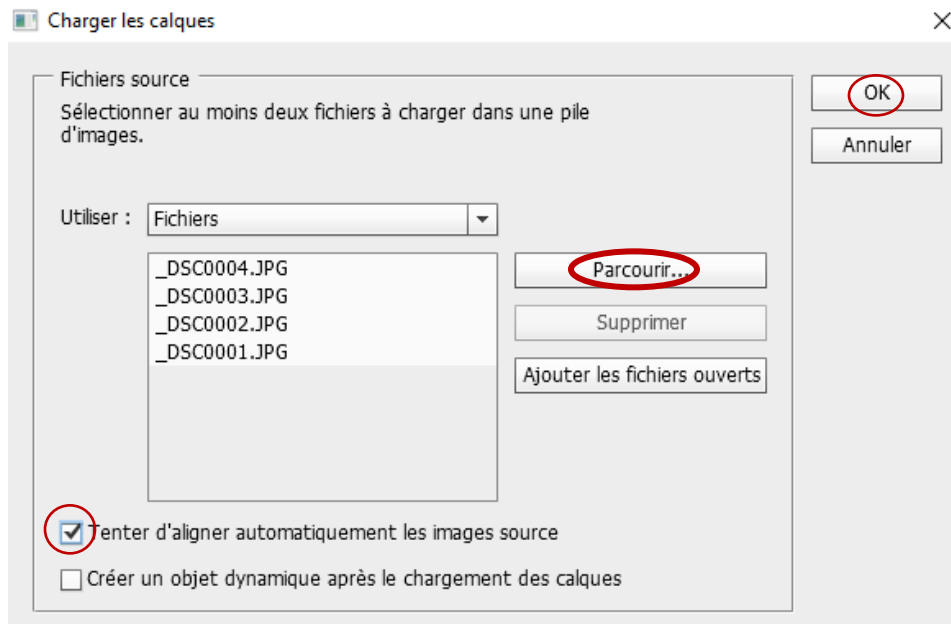 Charger les calques
Fichiers source
Sélectionner au moins deux fichiers à charger dans une pile
d'images.
OK
Annuler
Utiliser :
Fichiers
_DSC0004.JPG
_DSC0003.JPG
_DSC0002.JPG
_DSC0001.JPG
Parcourir...
Supprimer
Ajouter les fichiers ouverts
Tenter d'aligner automatiquement les images source
Créer un objet dynamique après le chargement des calques